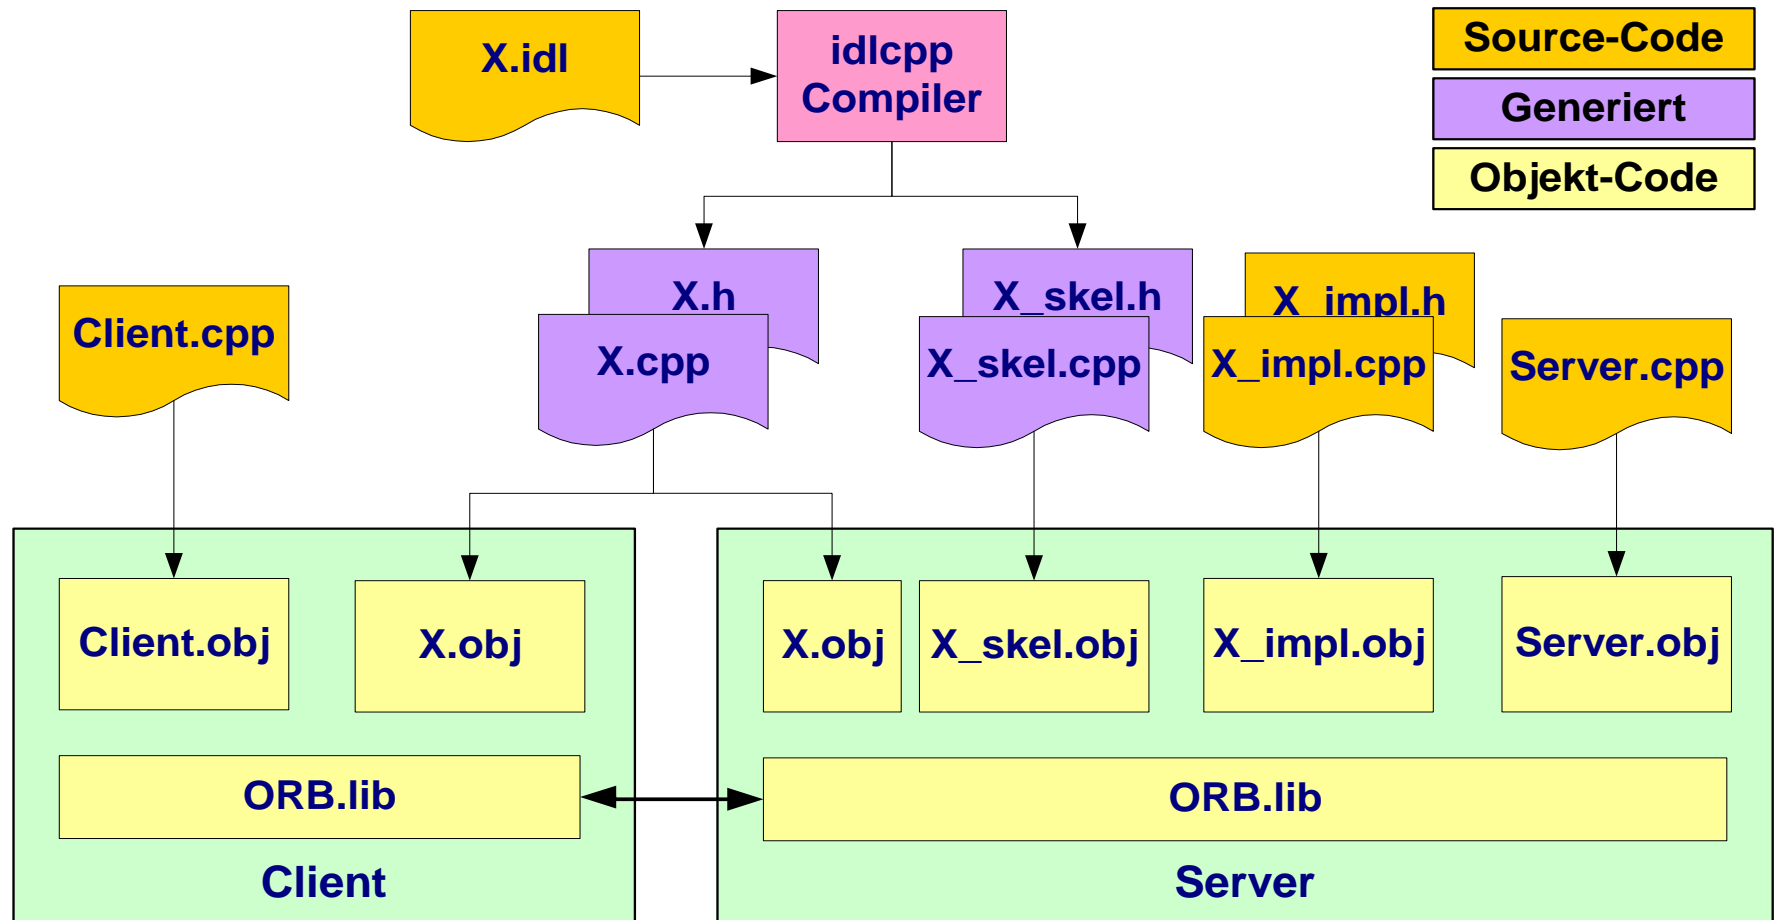 X.idl
idlcpp
Compiler
Source-Code
Generiert
Objekt-Code
X.h
X_skel.h
X_impl.h
Client.cpp
X.cpp
X_skel.cpp
X_impl.cpp
Server.cpp
Client.obj
X.obj
X.obj
X_skel.obj
X_impl.obj
Server.obj
ORB.lib
ORB.lib
Client
Server